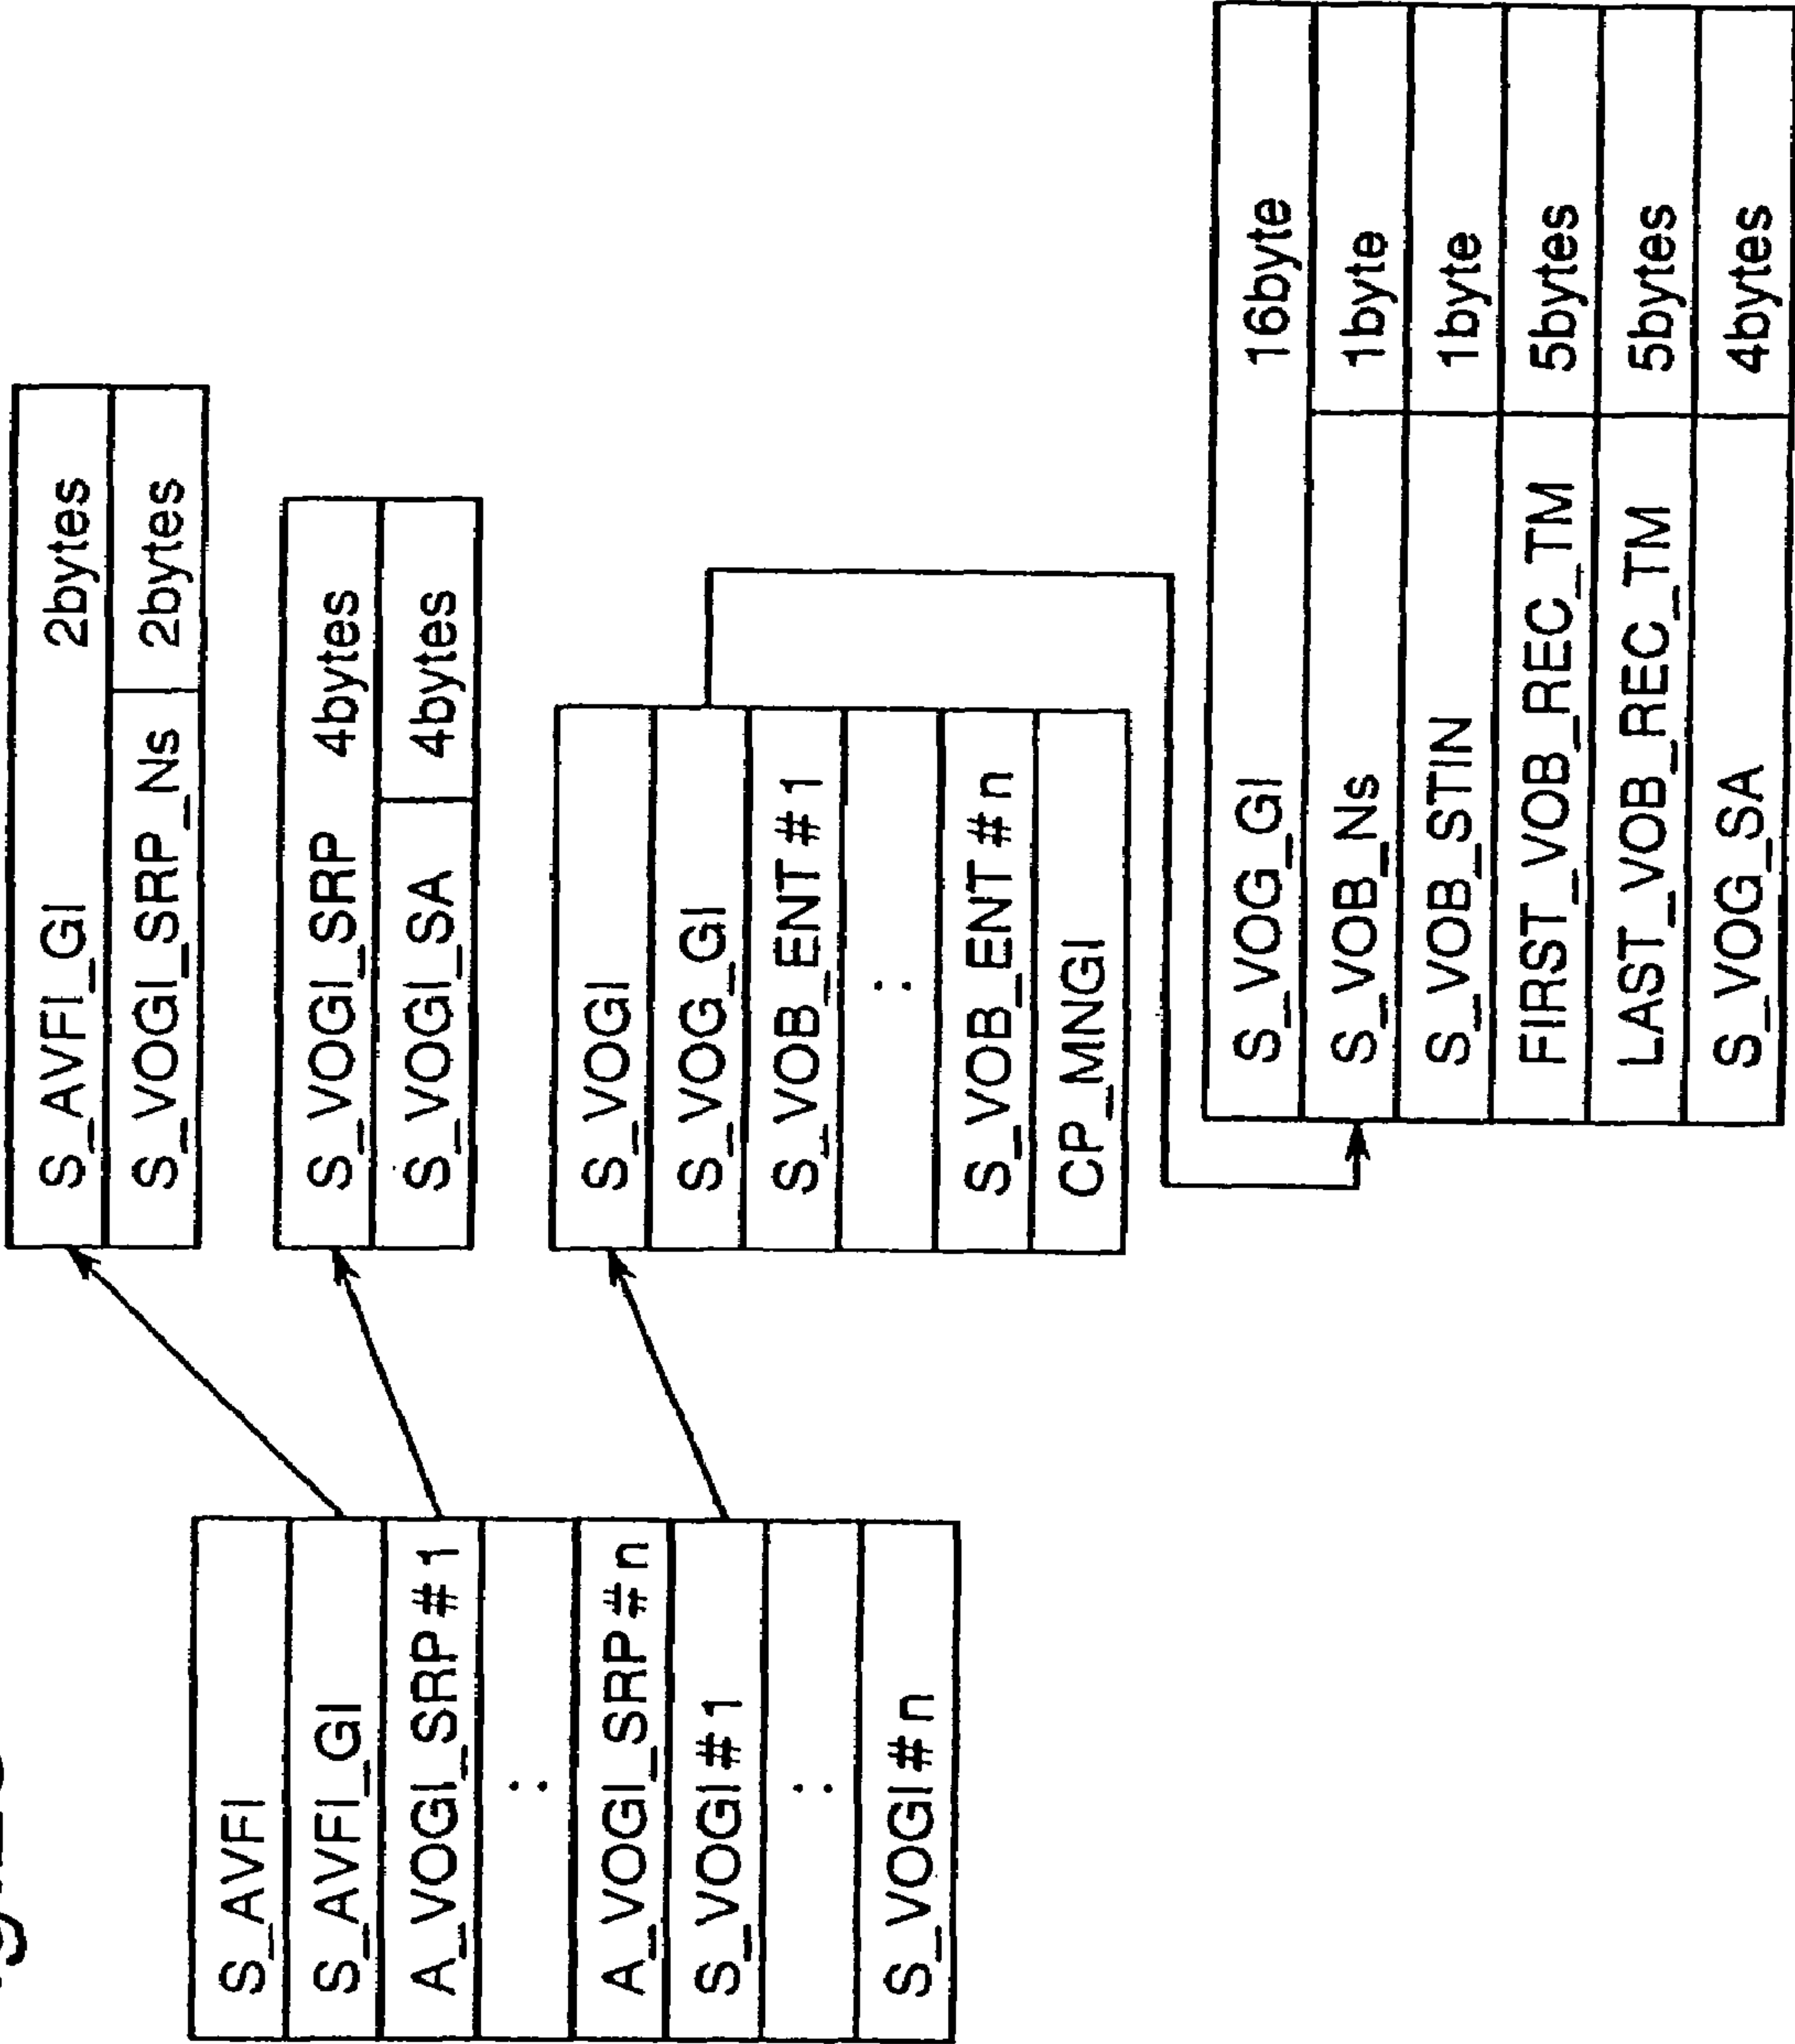 S_AVFI
S_AVFI_GI
A_VOGI_SRP#1
:
A_VOGI_SRP#n
S_VOGI#1
:
S_VOGI#n
S_AVFI_GI 2bytes
S_VOGI_SRP_Ns 2bytes
S_VOGI_SRP 4bytes
S_VOGI_SA 4bytes
S_VOGI
S_VOG_GI
S_VOB_ENT#1
:
S_VOB_ENT#n
CP_MNGI
S_VOG_GI 16byte
S_VOB_Ns 1byte
S_VOB_STIN 1byte
FIRST_VOB_REC_TM 5bytes
LAST_VOB_REC_TM 5bytes
S_VOG_SA 4bytes